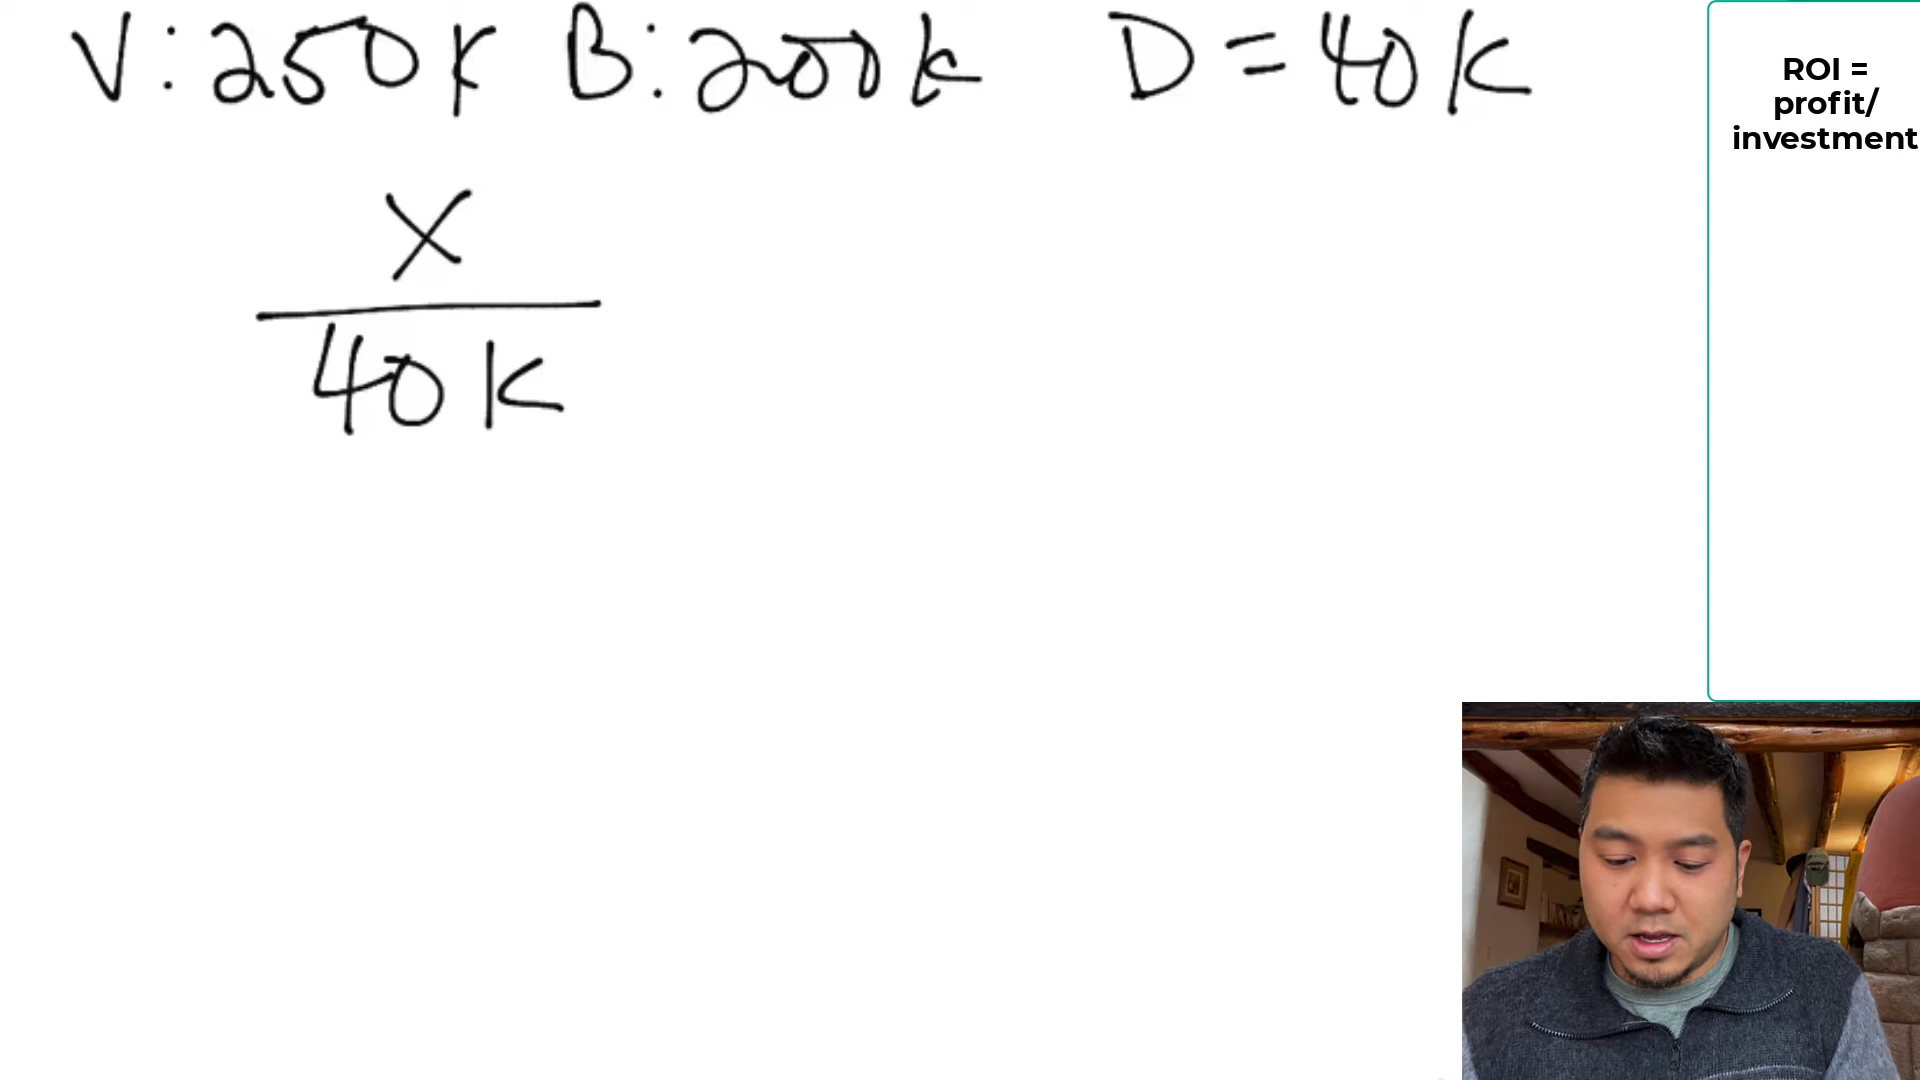 V: 250K B: 200k D = 40K
X
40K
ROI =
profit/
investment